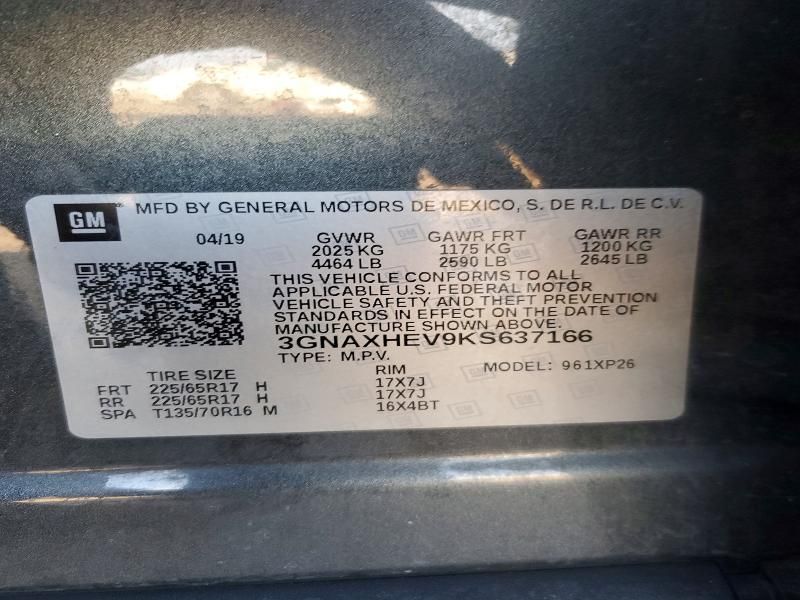 GM MFD BY GENERAL MOTORS DE MEXICO, S. DE R.L. DE C.V.
04/19 GVWR GAWR FRT GAWR RR
2025 KG 1175 KG 1200 KG
4464 LB 2590 LB 2645 LB
THIS VEHICLE CONFORMS TO ALL
APPLICABLE U.S. FEDERAL MOTOR
VEHICLE SAFETY AND THEFT PREVENTION
STANDARDS IN EFFECT ON THE DATE OF
MANUFACTURE SHOWN ABOVE.
3GNAXHEV9KS637166
TYPE: M.P.V. MODEL: 961XP26
TIRE SIZE RIM
FRT 225/65R17 H 17X7J
RR 225/65R17 H 17X7J
SPA T135/70R16 M 16X4BT